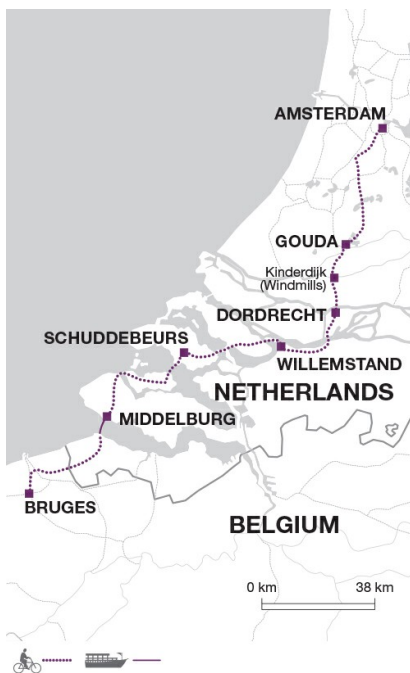 AMSTERDAM
GOUDA
Kinderdijk
(Windmills)
DORDRECHT
SCHUDDEBEURS
WILLEMSTAND
NETHERLANDS
MIDDELBURG
BRUGES
BELGIUM
0 km 38 km